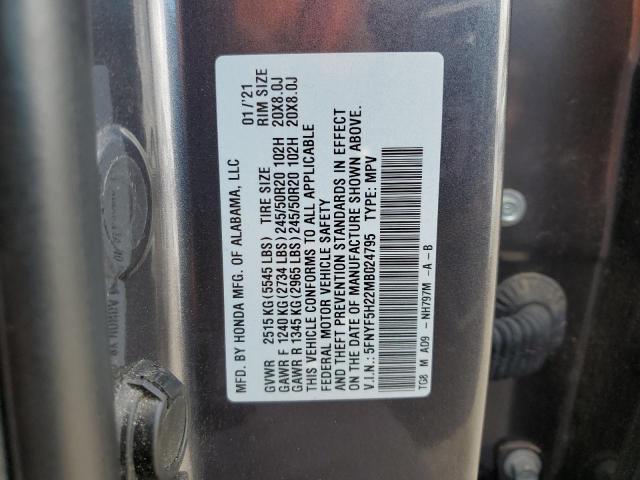 MFD. BY HONDA MFG. OF ALABAMA, LLC 01/'21
GVWR 2515 KG (5545 LBS) TIRE SIZE RIM SIZE
GAWR F 1240 KG (2734 LBS) 245/50R20 102H 20X8.0J
GAWR R 1345 KG (2965 LBS) 245/50R20 102H 20X8.0J
THIS VEHICLE CONFORMS TO ALL APPLICABLE
FEDERAL MOTOR VEHICLE SAFETY
AND THEFT PREVENTION STANDARDS IN EFFECT
ON THE DATE OF MANUFACTURE SHOWN ABOVE.
V.I.N.: 5FNYF5H22MB024795 TYPE: MPV
TG8 M A09 -NH797M -A-B